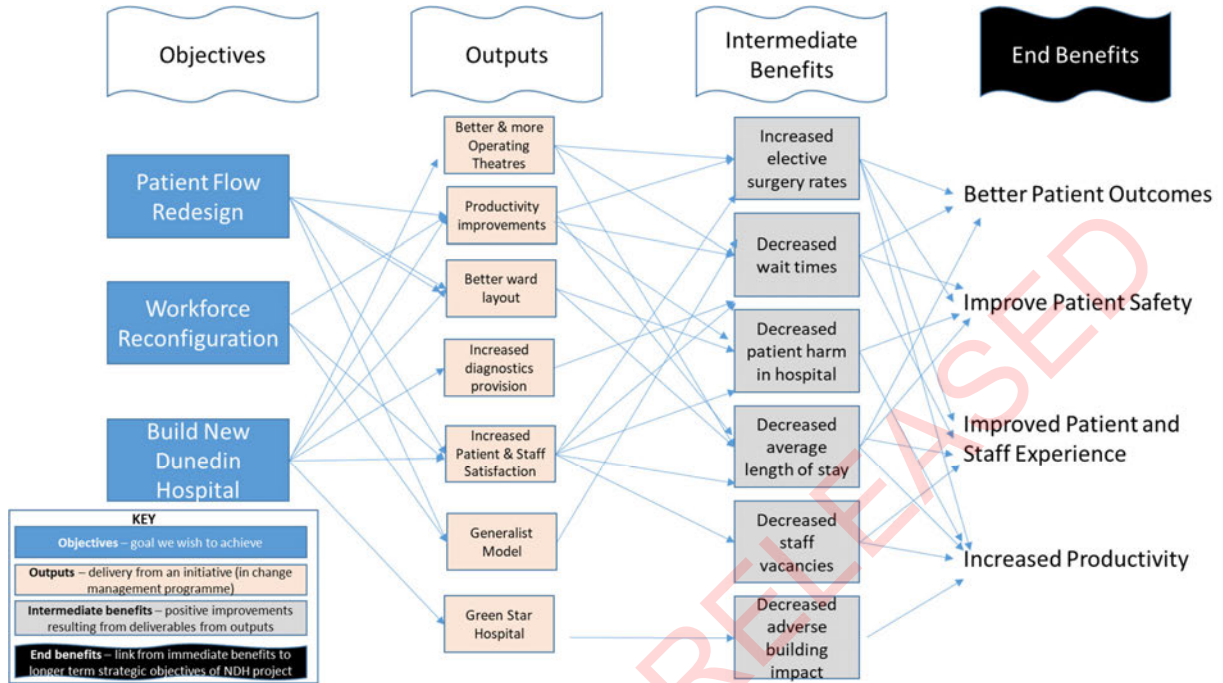 Objectives
Outputs
Intermediate
Benefits
End Benefits
Patient Flow
Redesign
Workforce
Reconfiguration
Build New
Dunedin
Hospital
Better & more
Operating
Theatres
Productivity
improvements
Better ward
layout
Increased
diagnostics
provision
Increased
Patient & Staff
Satisfaction
Generalist
Model
Green Star
Hospital
Increased
elective
surgery rates
Decreased
wait times
Decreased
patient harm
in hospital
Decreased
average
length of stay
Decreased
staff
vacancies
Decreased
adverse
building
impact
Better Patient Outcomes
Improve Patient Safety
Improved Patient and
Staff Experience
Increased Productivity
KEY
Objectives – goal we wish to achieve
Outputs – delivery from an initiative (in change
management programme)
Intermediate benefits – positive improvements
resulting from deliverables from outputs
End benefits – link from immediate benefits to
longer term strategic objectives of NDH project
RELEASED